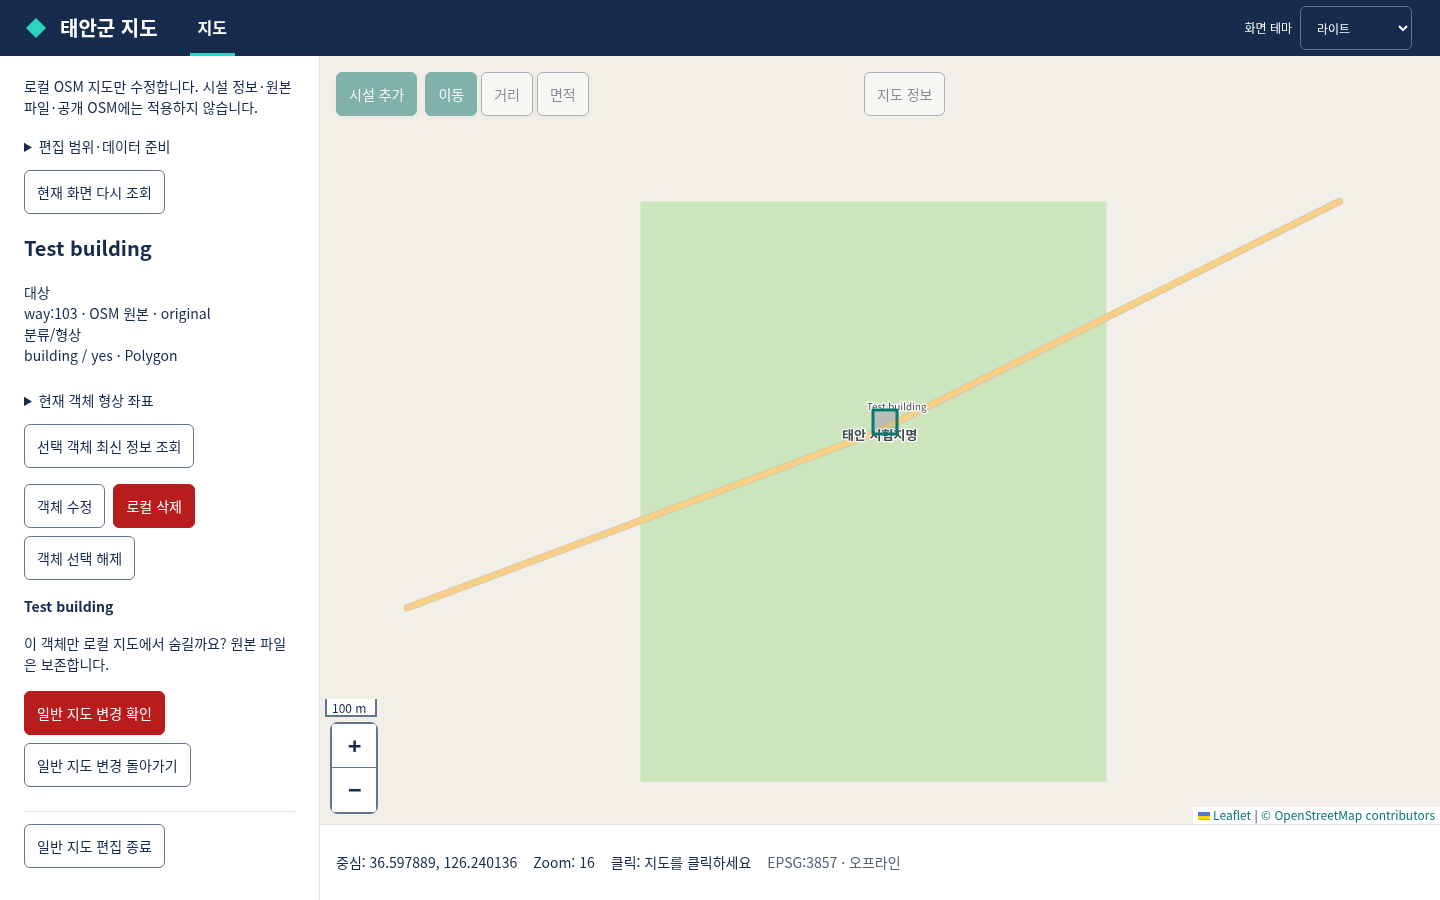 태안군 지도
지도
화면 테마
라이트
로컬 OSM 지도만 수정합니다. 시설 정보·원본
파일·공개 OSM에는 적용하지 않습니다.
편집 범위·데이터 준비
현재 화면 다시 조회
Test building
대상
way:103 · OSM 원본 · original
분류/형상
building / yes · Polygon
현재 객체 형상 좌표
선택 객체 최신 정보 조회
객체 수정
로컬 삭제
객체 선택 해제
Test building
이 객체만 로컬 지도에서 숨길까요? 원본 파일
은 보존합니다.
일반 지도 변경 확인
일반 지도 변경 돌아가기
일반 지도 편집 종료
시설 추가
이동
거리
면적
지도 정보
Test building
태안 시험지명
100 m
+
−
Leaflet | © OpenStreetMap contributors
중심: 36.597889, 126.240136 Zoom: 16 클릭: 지도를 클릭하세요 EPSG:3857 · 오프라인